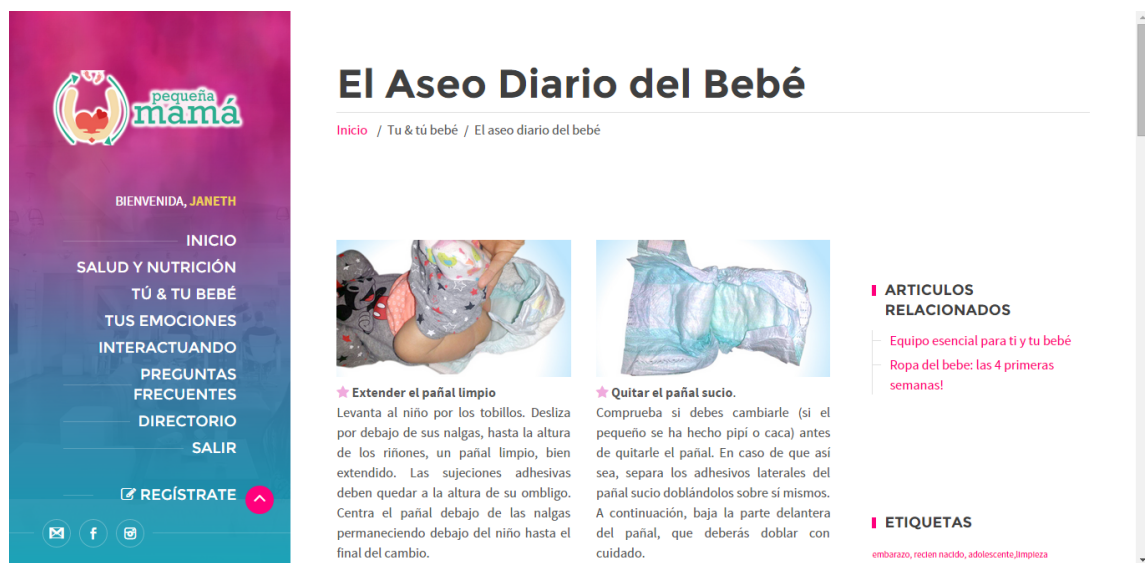 pequeña
mamá
BIENVENIDA, JANETH
INICIO
SALUD Y NUTRICIÓN
TÚ & TU BEBÉ
TUS EMOCIONES
INTERACTUANDO
PREGUNTAS
FRECUENTES
DIRECTORIO
SALIR
REGÍSTRATE
El Aseo Diario del Bebé
Inicio / Tu & tú bebé / El aseo diario del bebé
Extender el pañal limpio
Levanta al niño por los tobillos. Desliza
por debajo de sus nalgas, hasta la altura
de los riñones, un pañal limpio, bien
extendido. Las sujeciones adhesivas
deben quedar a la altura de su ombligo.
Centra el pañal debajo de las nalgas
permaneciendo debajo del niño hasta el
final del cambio.
Quitar el pañal sucio.
Comprueba si debes cambiarle (si el
pequeño se ha hecho pipí o caca) antes
de quitarle el pañal. En caso de que así
sea, separa los adhesivos laterales del
pañal sucio doblándolos sobre sí mismos.
A continuación, baja la parte delantera
del pañal, que deberás doblar con
cuidado.
ARTICULOS
RELACIONADOS
Equipo esencial para ti y tu bebé
Ropa del bebe: las 4 primeras
semanas!
ETIQUETAS
embarazo, recien nacido, adolescente,limpieza